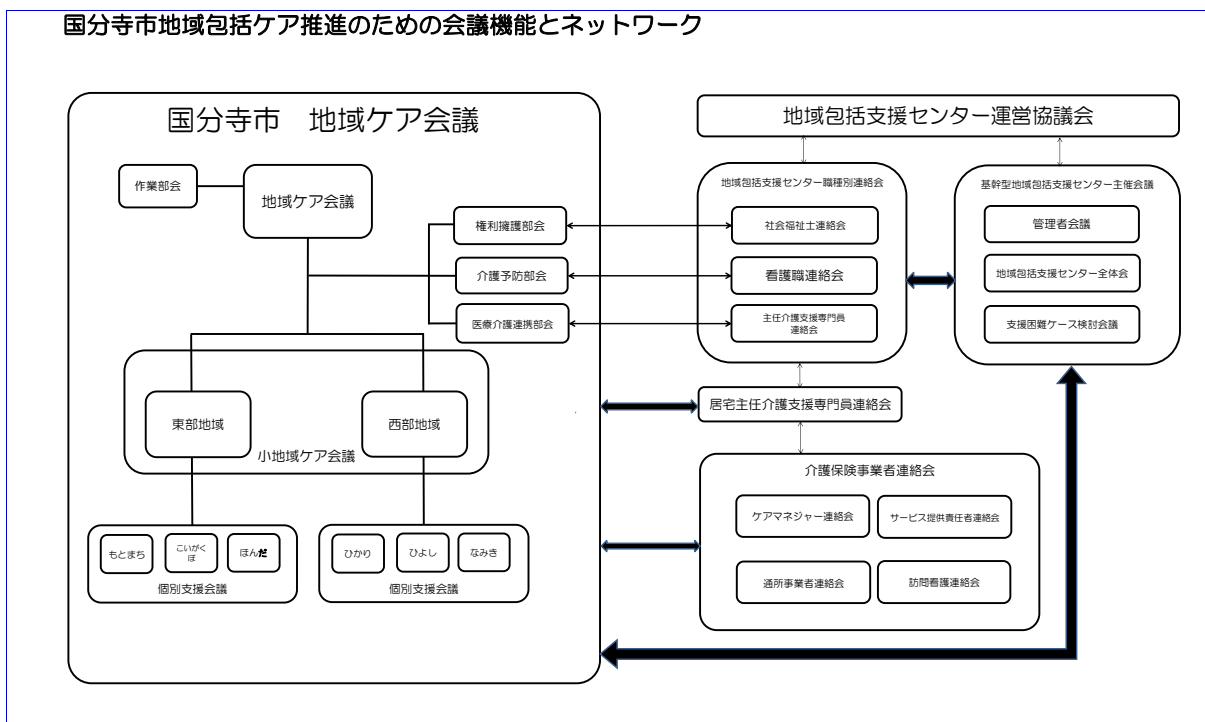 国分寺市地域包括ケア推進のための会議機能とネットワーク
国分寺市　地域ケア会議
作業部会
地域ケア会議
権利擁護部会
介護予防部会
医療介護連携部会
東部地域
西部地域
小地域ケア会議
もとまち
こいがく
ぼ
ほんだ
個別支援会議
ひかり
ひよし
なみき
個別支援会議
地域包括支援センター運営協議会
地域包括支援センター職種別連絡会
社会福祉士連絡会
看護職連絡会
主任介護支援専門員
連絡会
基幹型地域包括支援センター主催会議
管理者会議
地域包括支援センター全体会
支援困難ケース検討会議
居宅主任介護支援専門員連絡会
介護保険事業者連絡会
ケアマネジャー連絡会
サービス提供責任者連絡会
通所事業者連絡会
訪問看護連絡会